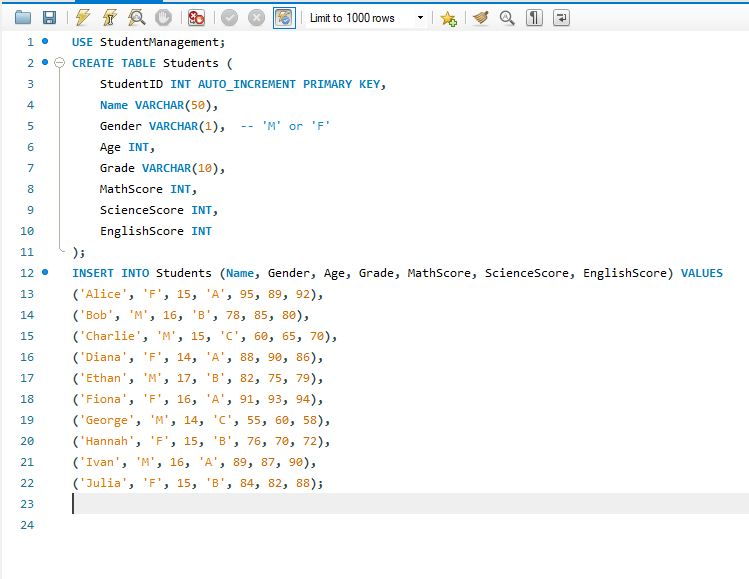 Limit to 1000 rows
1 USE StudentManagement;
2 CREATE TABLE Students (
3 StudentID INT AUTO_INCREMENT PRIMARY KEY,
4 Name VARCHAR(50),
5 Gender VARCHAR(1),  -- 'M' or 'F'
6 Age INT,
7 Grade VARCHAR(10),
8 MathScore INT,
9 ScienceScore INT,
10 EnglishScore INT
11 );
12 INSERT INTO Students (Name, Gender, Age, Grade, MathScore, ScienceScore, EnglishScore) VALUES
13 ('Alice', 'F', 15, 'A', 95, 89, 92),
14 ('Bob', 'M', 16, 'B', 78, 85, 80),
15 ('Charlie', 'M', 15, 'C', 60, 65, 70),
16 ('Diana', 'F', 14, 'A', 88, 90, 86),
17 ('Ethan', 'M', 17, 'B', 82, 75, 79),
18 ('Fiona', 'F', 16, 'A', 91, 93, 94),
19 ('George', 'M', 14, 'C', 55, 60, 58),
20 ('Hannah', 'F', 15, 'B', 76, 70, 72),
21 ('Ivan', 'M', 16, 'A', 89, 87, 90),
22 ('Julia', 'F', 15, 'B', 84, 82, 88);
23
24